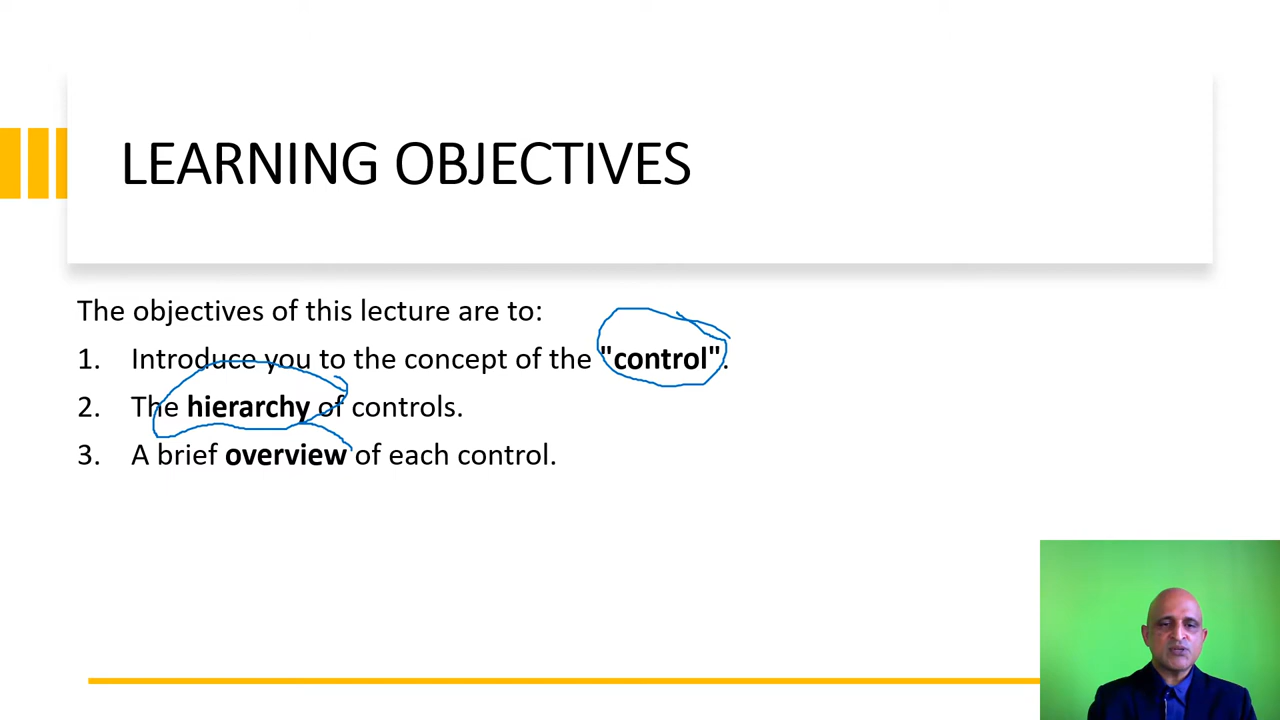 LEARNING OBJECTIVES
The objectives of this lecture are to:
1. Introduce you to the concept of the "control".
2. The hierarchy of controls.
3. A brief overview of each control.